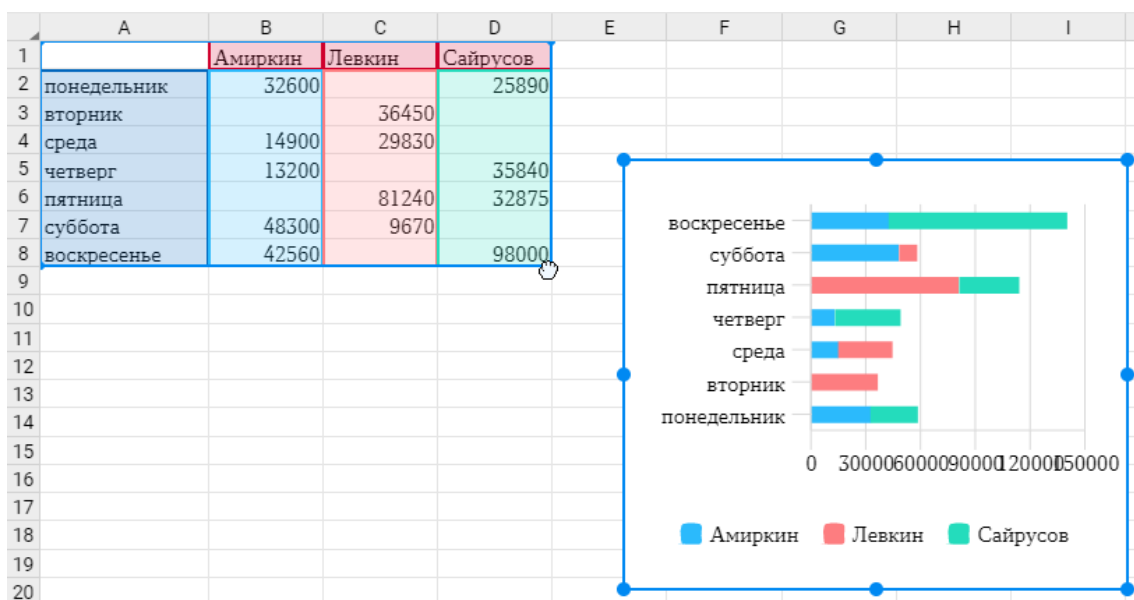 A B C D E F G H I
1 Амиркин Левкин Сайрусов
2 понедельник 32600 25890
3 вторник 36450
4 среда 14900 29830
5 четверг 13200 35840
6 пятница 81240 32875
7 суббота 48300 9670
8 воскресенье 42560 98000
9
10
11
12
13
14
15
16
17
18
19
20
воскресенье
суббота
пятница
четверг
среда
вторник
понедельник
0 30000 60000 90000 120000 150000
Амиркин Левкин Сайрусов